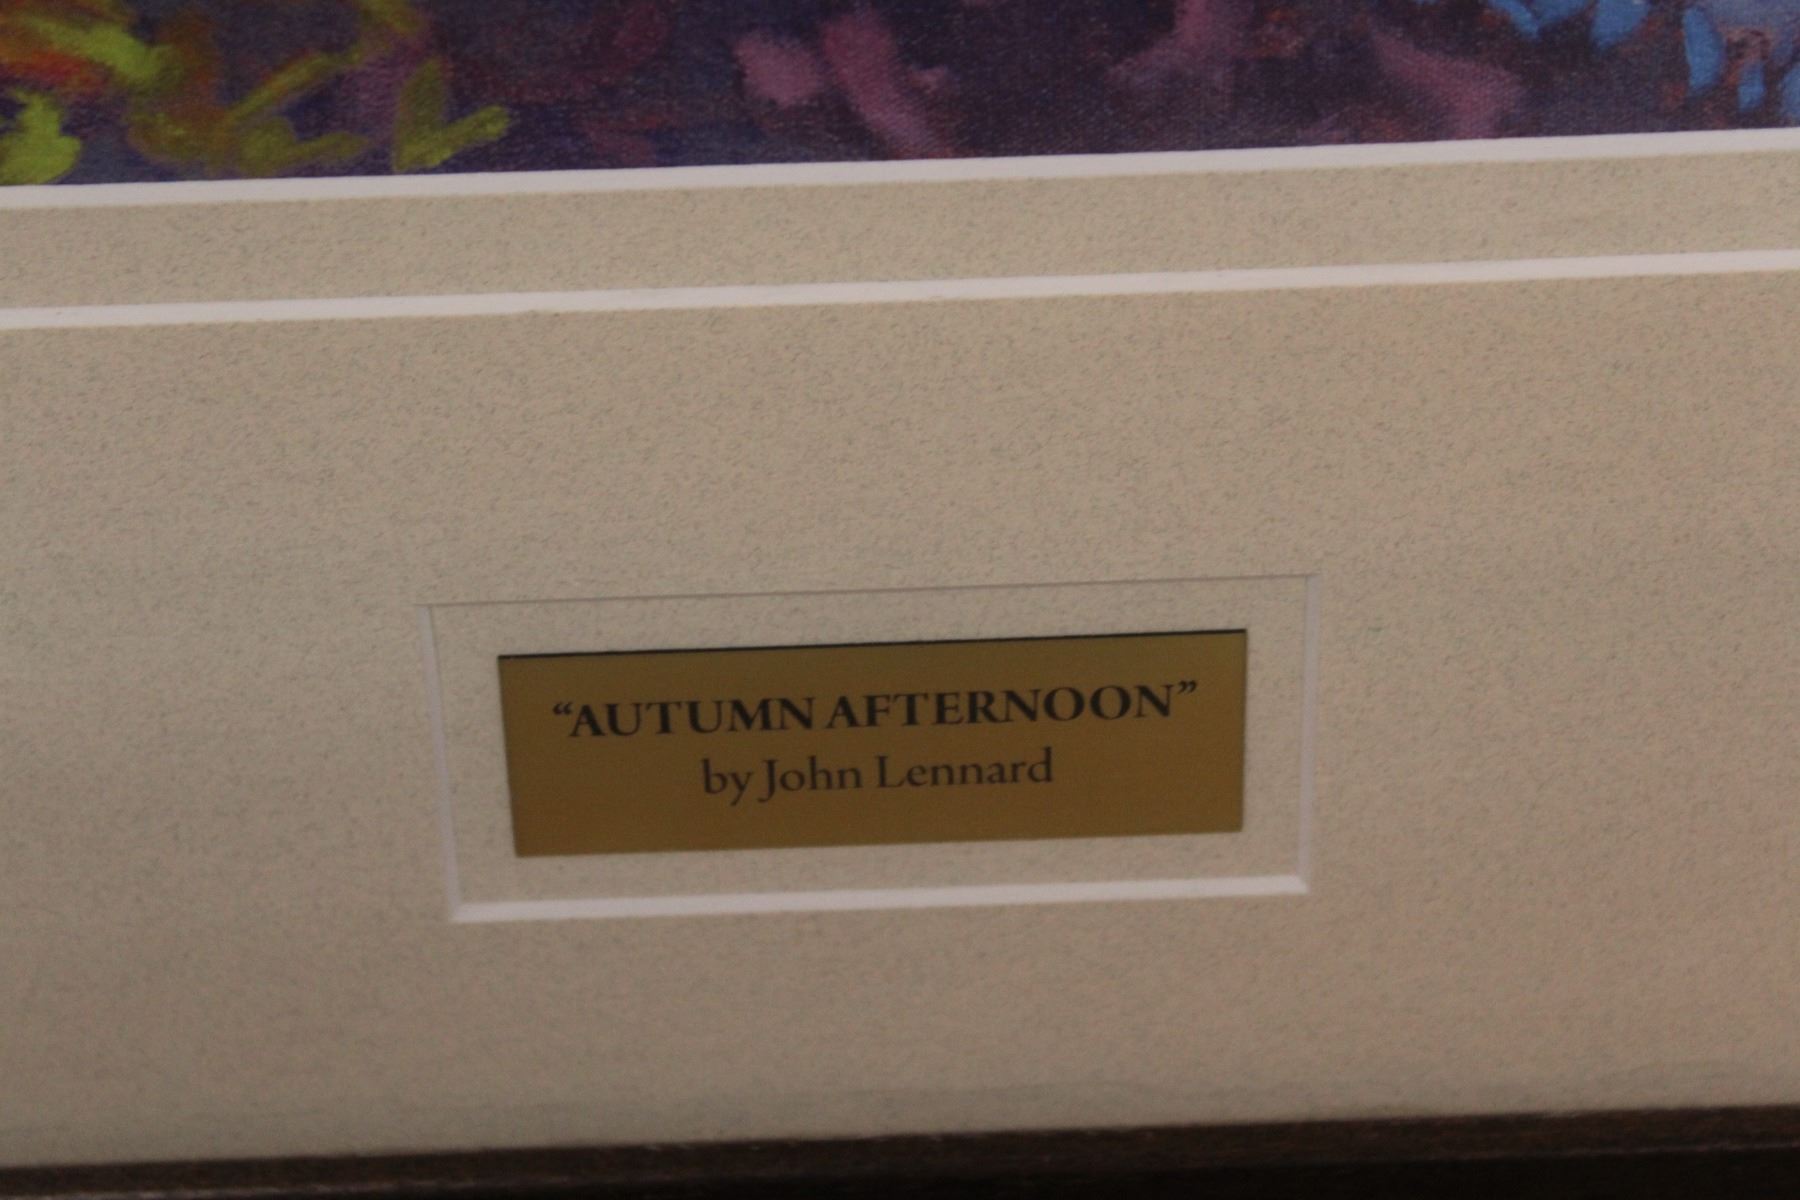 “AUTUMN AFTERNOON”
by John Lennard